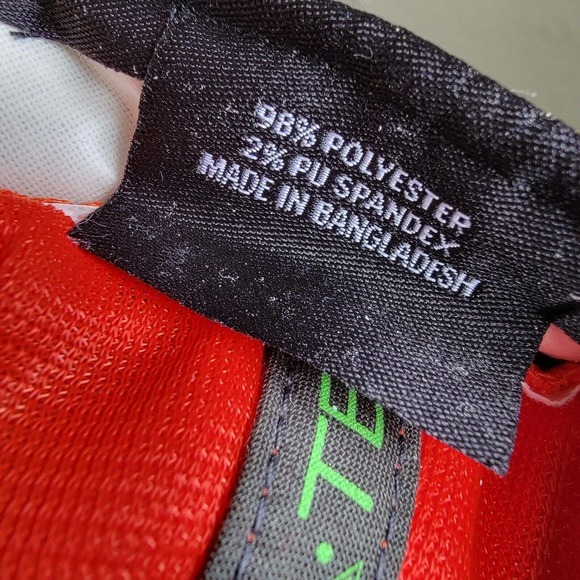 98% POLYESTER
2% PU SPANDEX
MADE IN BANGLADESH